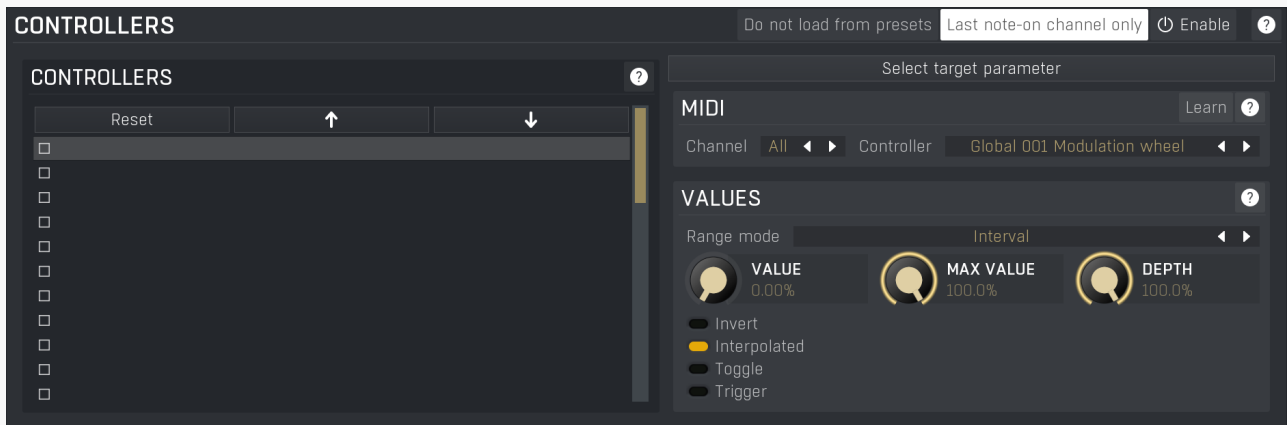 CONTROLLERS
Do not load from presets Last note-on channel only Enable ?
CONTROLLERS ?
Reset
Select target parameter
MIDI Learn ?
Channel All Controller Global 001 Modulation wheel
VALUES ?
Range mode Interval
VALUE
0.00%
MAX VALUE
100.0%
DEPTH
100.0%
Invert
Interpolated
Toggle
Trigger